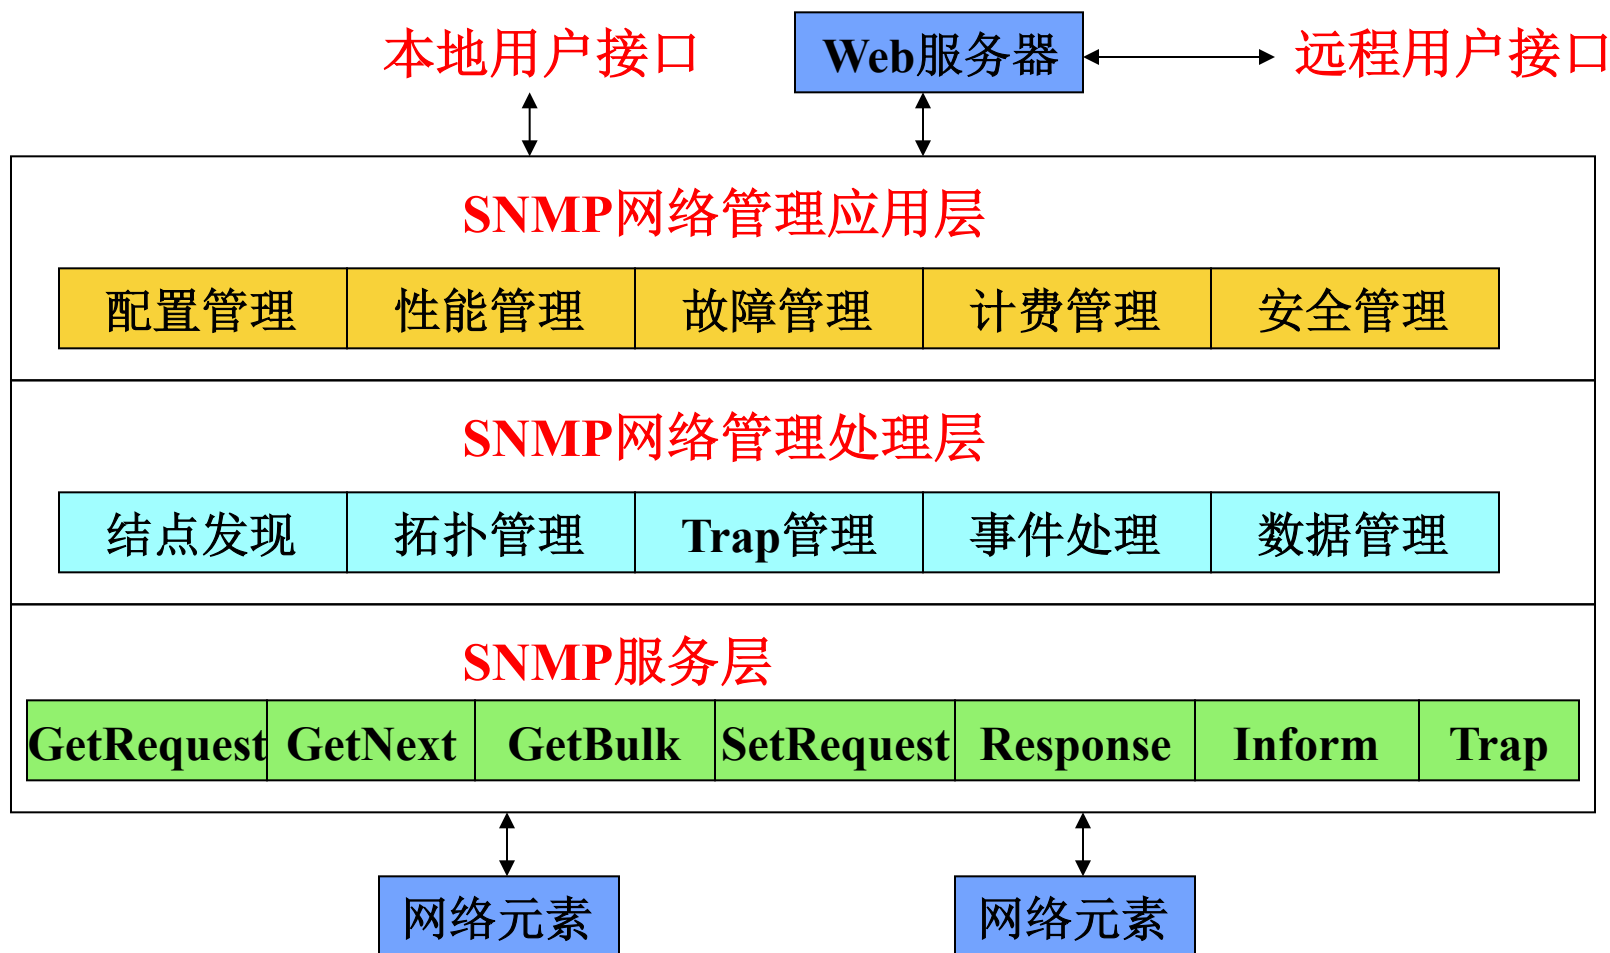 本地用户接口 Web服务器 远程用户接口
SNMP网络管理应用层
配置管理 性能管理 故障管理 计费管理 安全管理
SNMP网络管理处理层
结点发现 拓扑管理 Trap管理 事件处理 数据管理
SNMP服务层
GetRequest GetNext GetBulk SetRequest Response Inform Trap
网络元素 网络元素